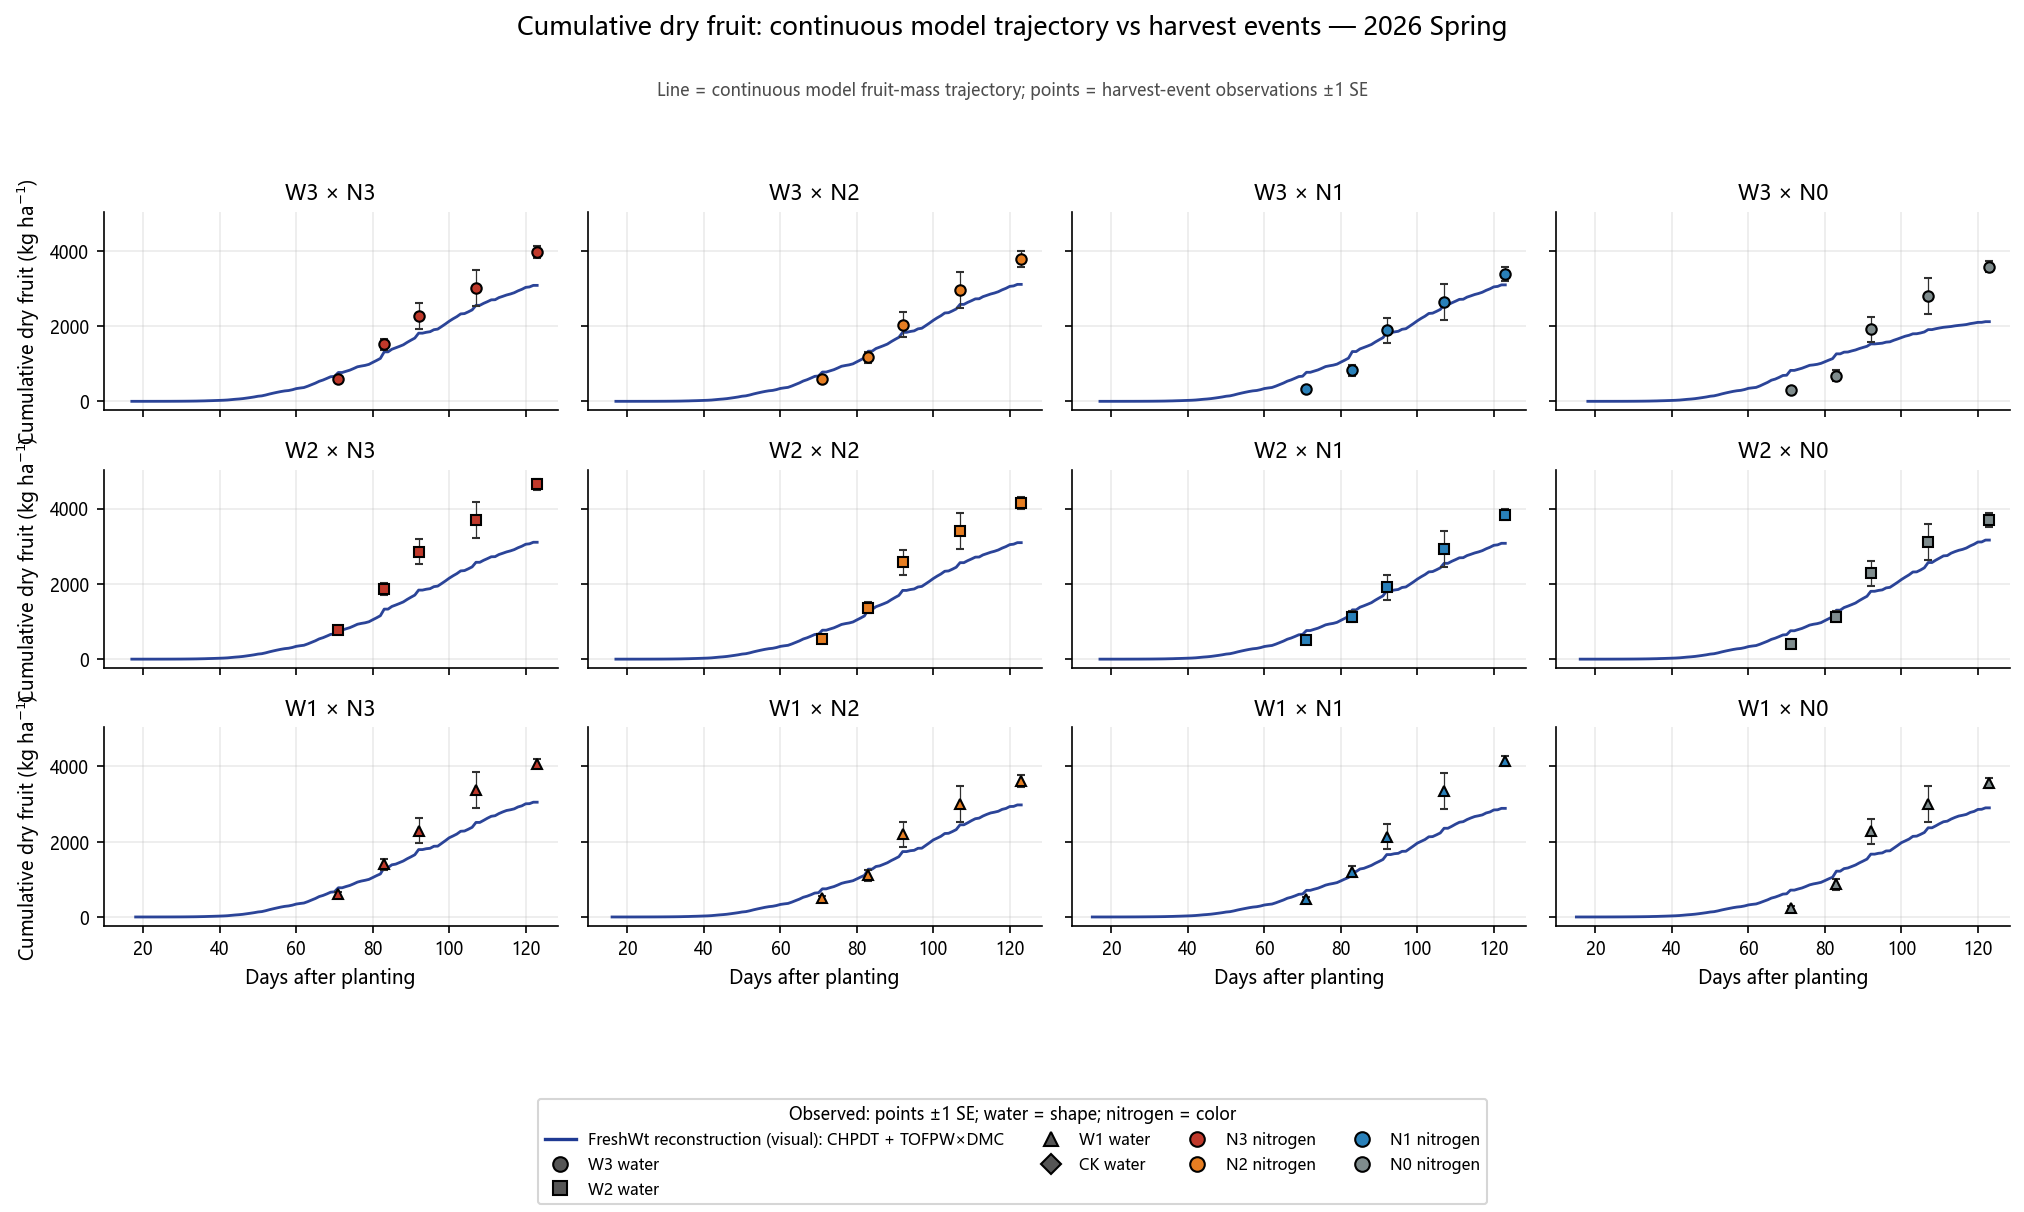 Cumulative dry fruit: continuous model trajectory vs harvest events — 2026 Spring
Line = continuous model fruit-mass trajectory; points = harvest-event observations ±1 SE
W3 × N3
W3 × N2
W3 × N1
W3 × N0
Cumulative dry fruit (kg ha⁻¹)
4000
2000
0
W2 × N3
W2 × N2
W2 × N1
W2 × N0
Cumulative dry fruit (kg ha⁻¹)
4000
2000
0
W1 × N3
W1 × N2
W1 × N1
W1 × N0
Cumulative dry fruit (kg ha⁻¹)
4000
2000
0
20 40 60 80 100 120
20 40 60 80 100 120
20 40 60 80 100 120
20 40 60 80 100 120
Days after planting
Days after planting
Days after planting
Days after planting
Observed: points ±1 SE; water = shape; nitrogen = color
FreshWt reconstruction (visual): CHPDT + TOFPW×DMC
W3 water
W2 water
W1 water
CK water
N3 nitrogen
N2 nitrogen
N1 nitrogen
N0 nitrogen